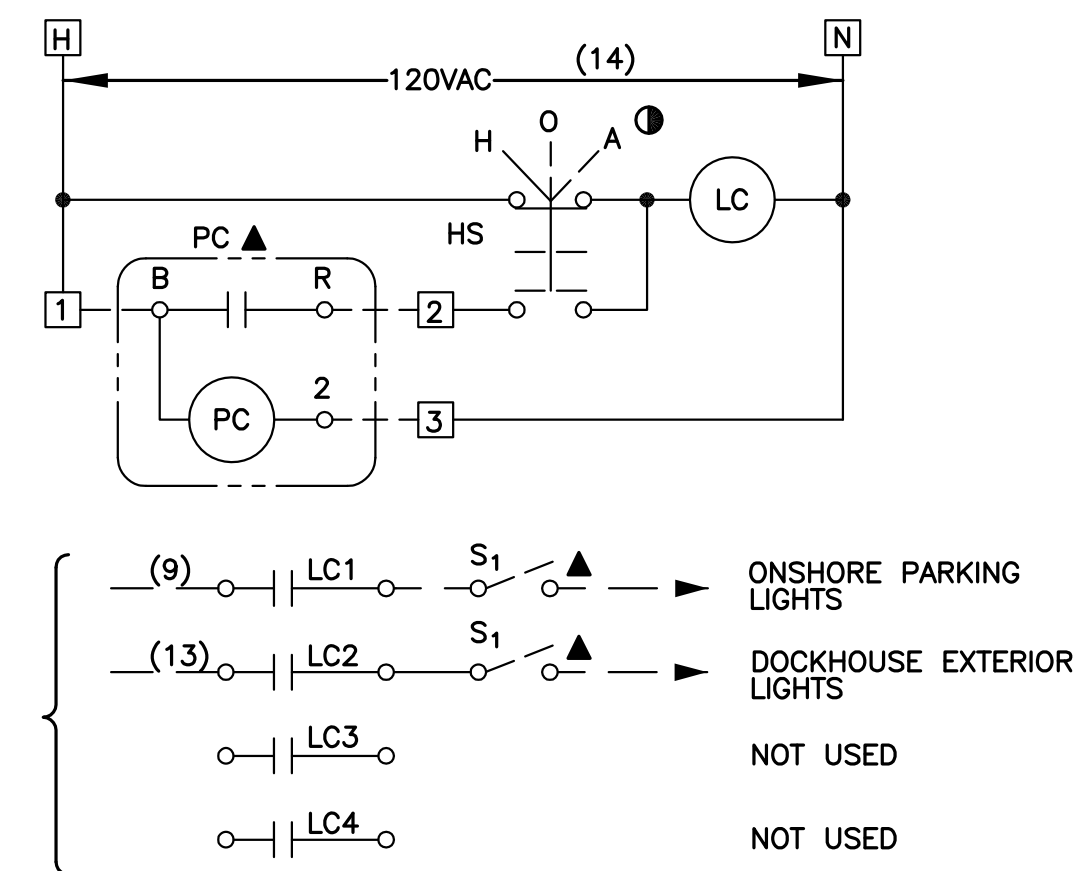 H N
(14)
120VAC
H O A
LC
HS
PC
B R
1 2
2
PC 3
(9) LC1 S1 ONSHORE PARKING
LIGHTS
(13) LC2 S1 DOCKHOUSE EXTERIOR
LIGHTS
LC3 NOT USED
LC4 NOT USED